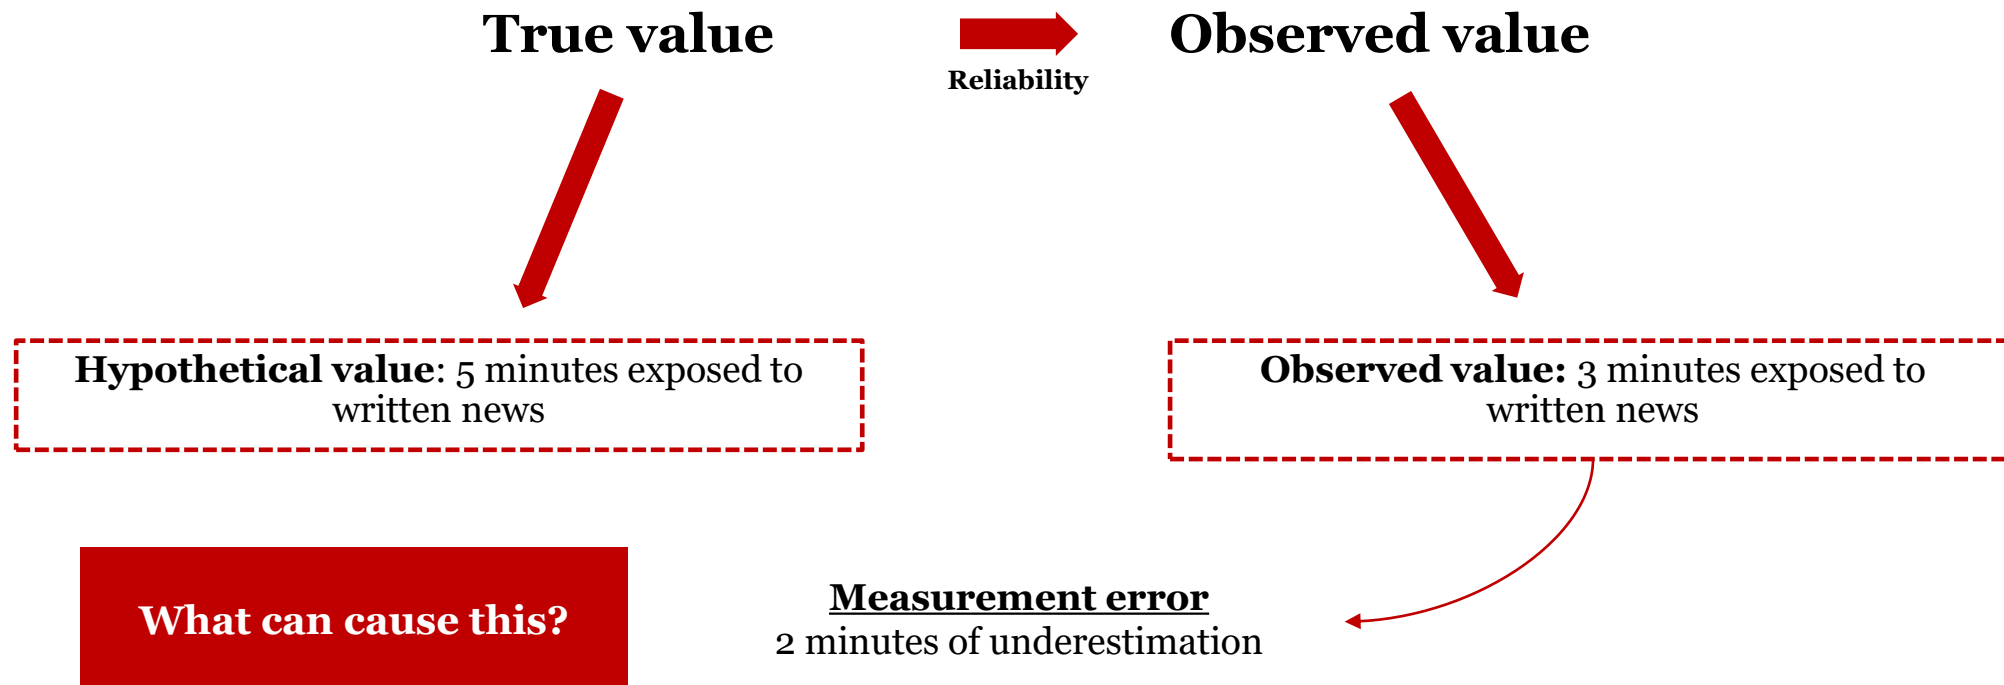 True value
Observed value
Reliability
Hypothetical value: 5 minutes exposed to
written news
Observed value: 3 minutes exposed to
written news
What can cause this?
Measurement error
2 minutes of underestimation